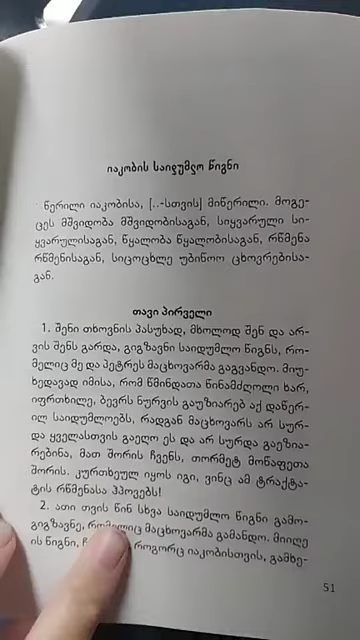 იაკობის საიდუმლო წიგნი
წერილი იაკობისა, [..-სთვის] მიწერილი. მოგე-
ცეს მშვიდობა მშვიდობისაგან, სიყვარული სი-
ყვარულისაგან, წყალობა წყალობისაგან, რწმენა
რწმენისაგან, სიცოცხლე უბიწოო ცხოვრებისა-
გან.
თავი პირველი
1. შენი თხოვნის პასუხად, მხოლოდ შენ და არ-
ვის შენს გარდა, გიგზავნი საიდუმლო წიგნს, რო-
მელიც მე და პეტრეს მაცხოვარმა გაგვანდო. მიუ-
ხედავად იმისა, რომ წმინდათა წინამძღოლი ხარ,
იფრთხილე, ბევრს ნურვის გაუზიარებ აქ დაწერ-
ილ საიდუმლოებს, რადგან მაცხოვარს არ სურ-
და ყველასთვის გაეღო ეს და არ სურდა გაეზია-
რებინა, მათ შორის ჩვენს, თორმეტ მოწაფეთა
შორის. კურთხეულ იყოს იგი, ვინც ამ ტრაქტა-
ტის რწმენასა ჰპოვებს!
2. ათი თვის წინ სხვა საიდუმლო წიგნი გამო-
გიგზავნე, რომელიც მაცხოვარმა გამანდო. მიიღე
ის წიგნი, როგორც იაკობისთვის, გამხე-
51